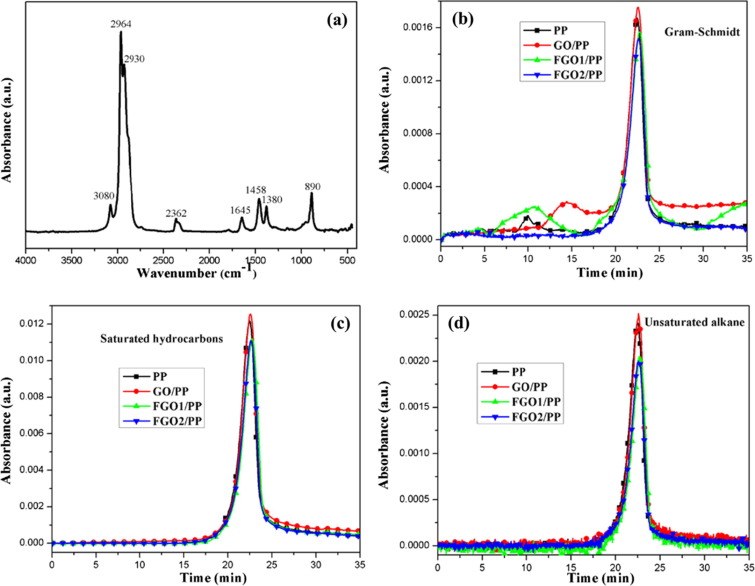 (a)
2964
2930
3080
2362
1645
1458
1380
890
Absorbance (a.u.)
4000 3500 3000 2500 2000 1500 1000 500
Wavenumber (cm-1)
(b)
Gram-Schmidt
PP
GO/PP
FGO1/PP
FGO2/PP
Absorbance (a.u.)
0.0016
0.0012
0.0008
0.0004
0.0000
0 5 10 15 20 25 30 35
Time (min)
(c)
Saturated hydrocarbons
PP
GO/PP
FGO1/PP
FGO2/PP
Absorbance (a.u.)
0.012
0.010
0.008
0.006
0.004
0.002
0.000
0 5 10 15 20 25 30 35
Time (min)
(d)
Unsaturated alkane
PP
GO/PP
FGO1/PP
FGO2/PP
Absorbance (a.u.)
0.0025
0.0020
0.0015
0.0010
0.0005
0.0000
0 5 10 15 20 25 30 35
Time (min)